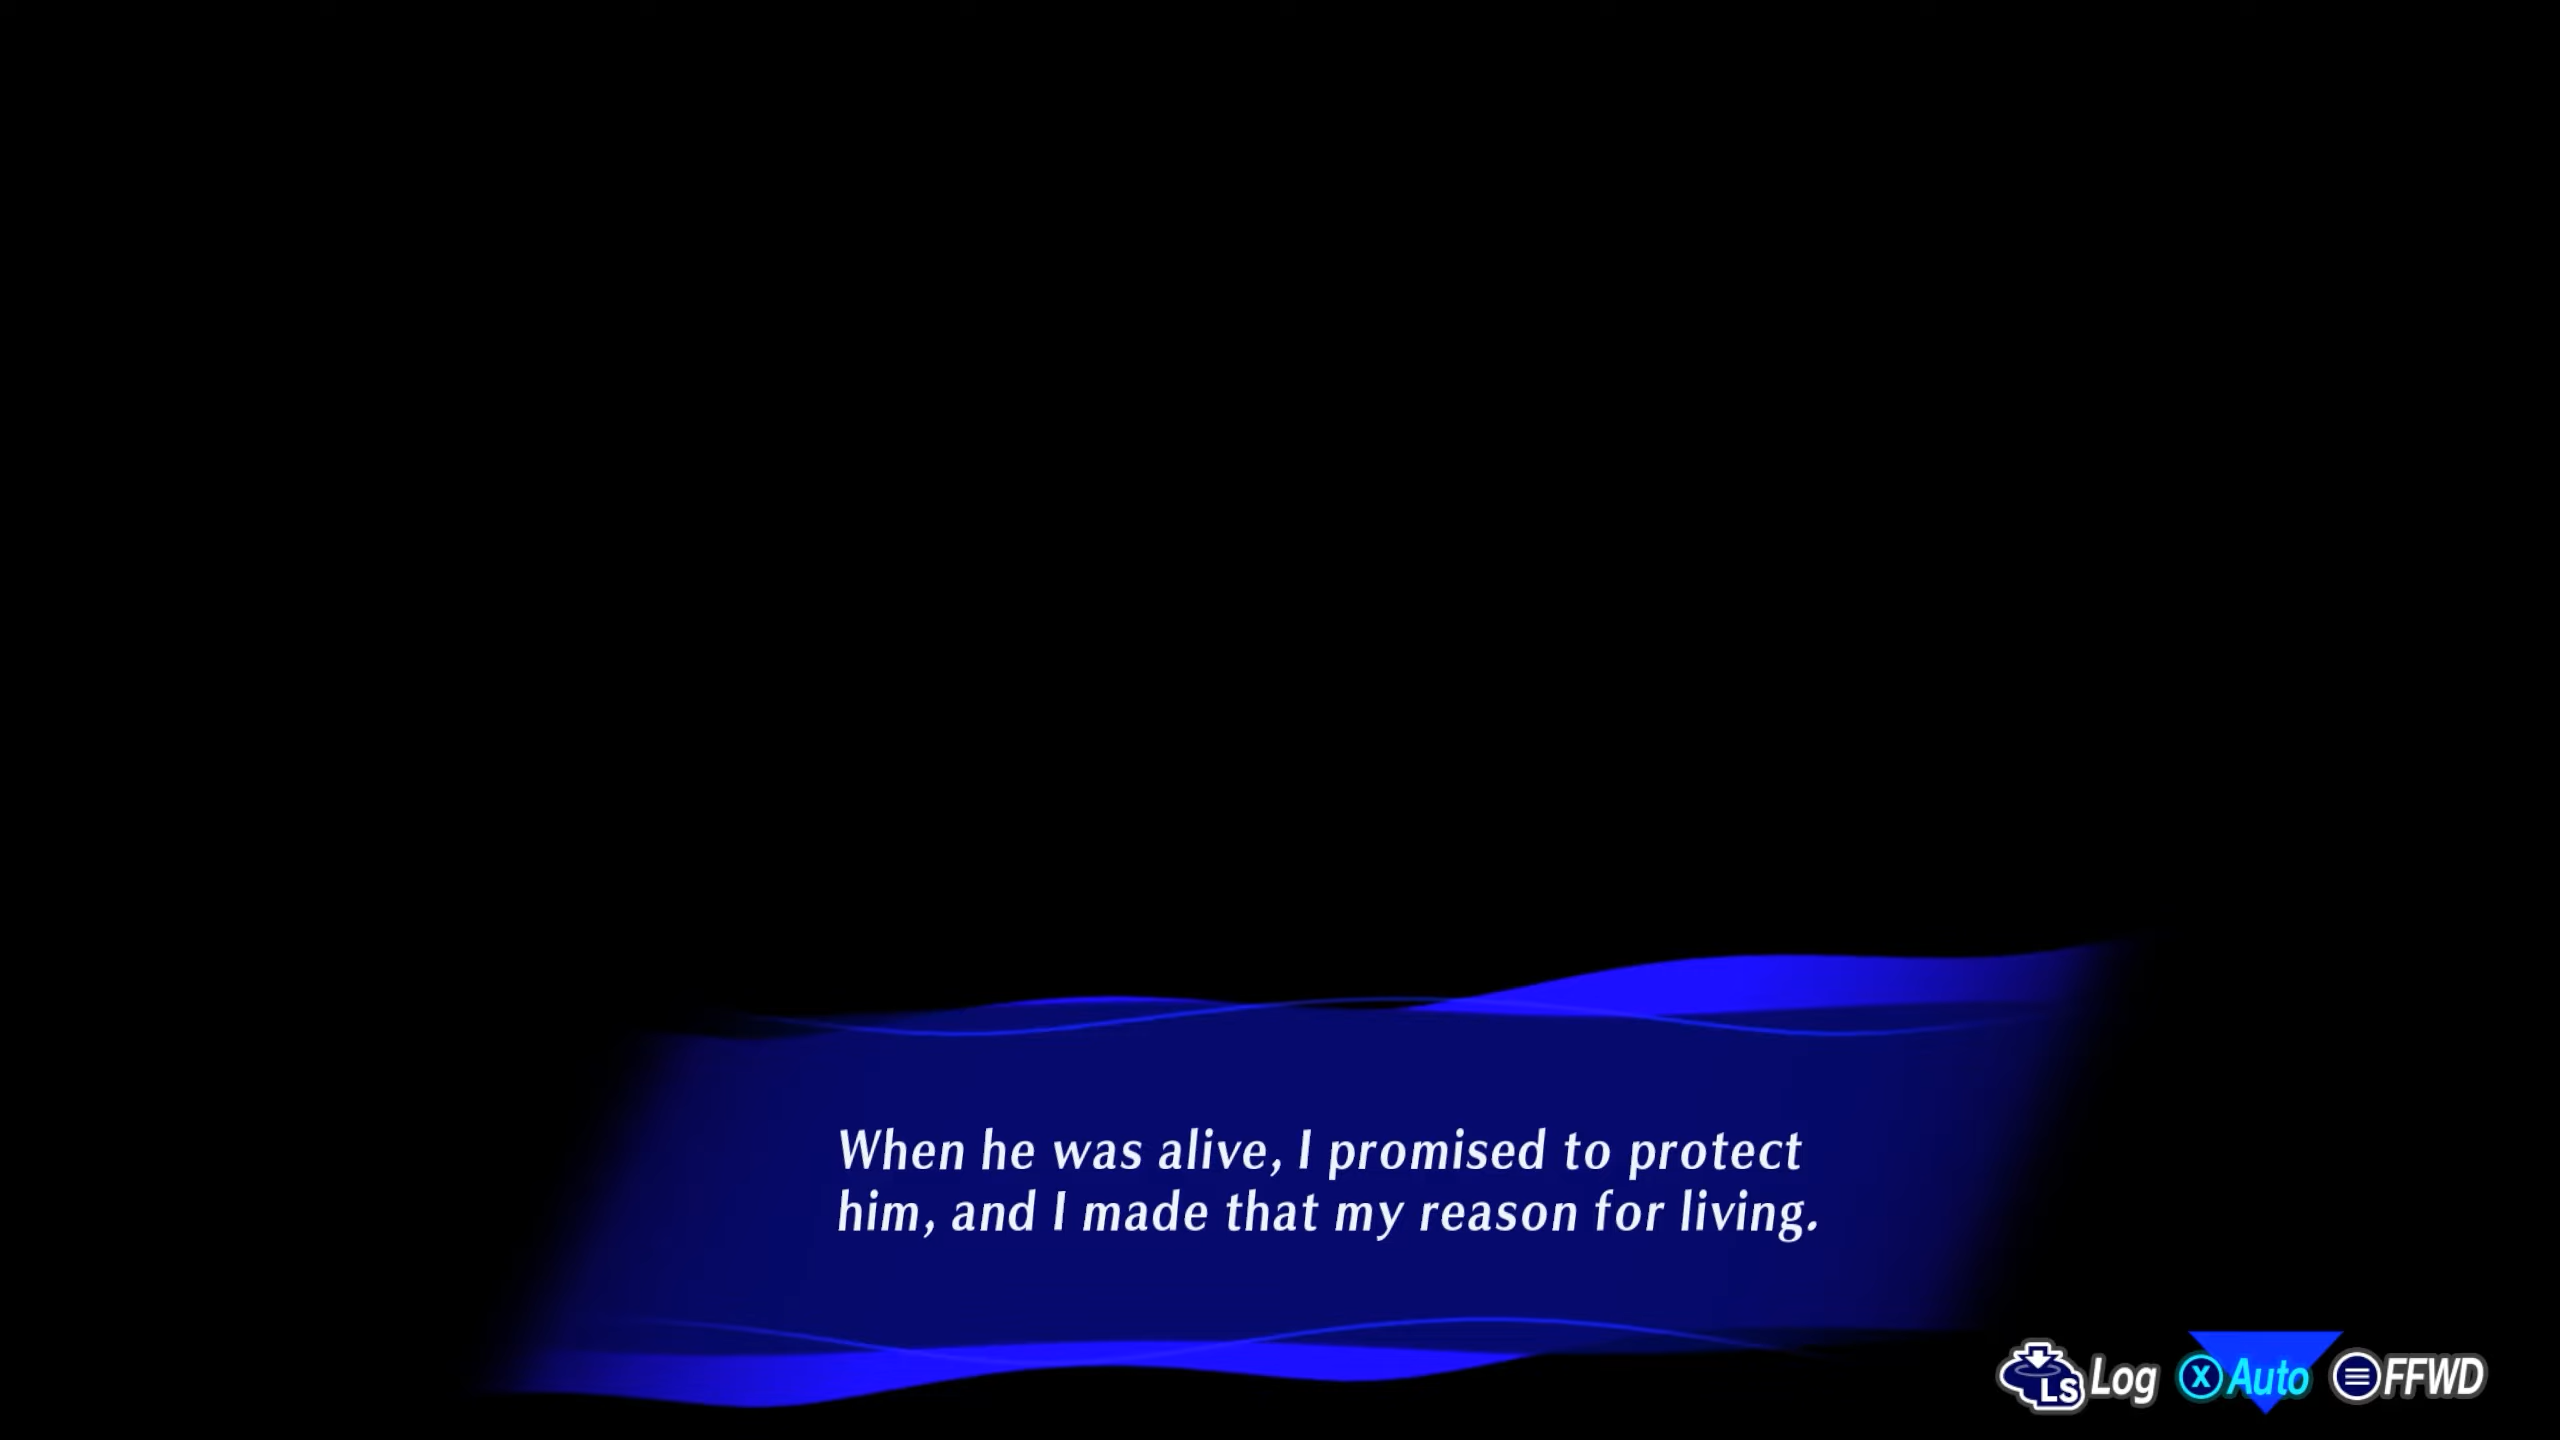 When he was alive, I promised to protect
him, and I made that my reason for living.
LS Log X Auto FFWD